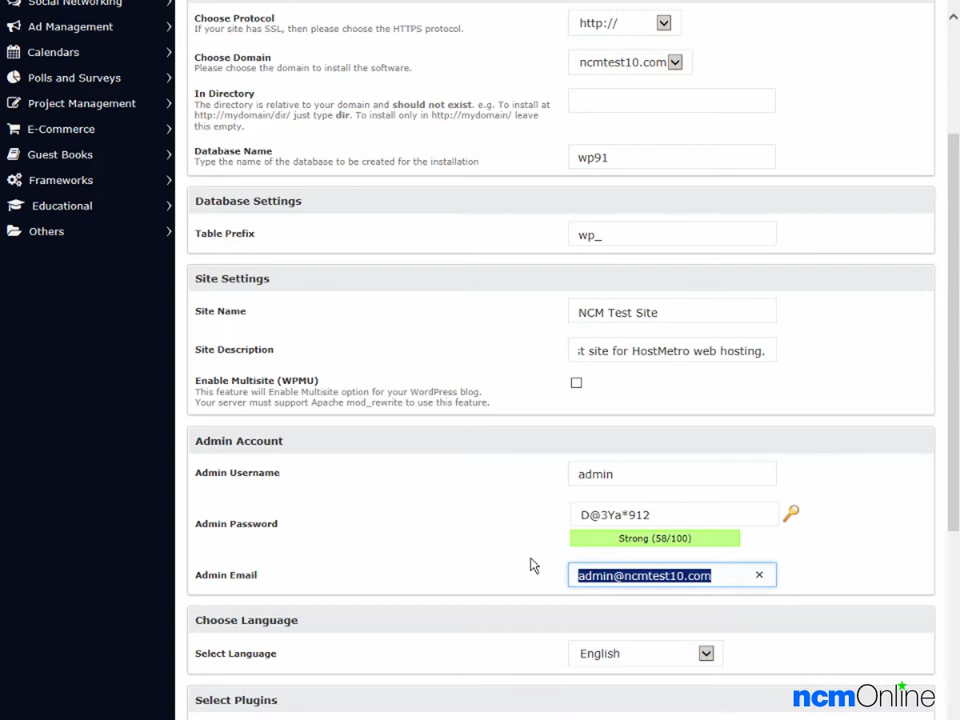 Social Networking
Ad Management
Calendars
Polls and Surveys
Project Management
E-Commerce
Guest Books
Frameworks
Educational
Others
Choose Protocol
If your site has SSL, then please choose the HTTPS protocol.
http://
Choose Domain
Please choose the domain to install the software.
ncmtest10.com
In Directory
The directory is relative to your domain and should not exist. e.g. To install at
http://mydomain/dir/ just type dir. To install only in http://mydomain/ leave
this empty.
Database Name
Type the name of the database to be created for the installation
wp91
Database Settings
Table Prefix
wp_
Site Settings
Site Name
NCM Test Site
Site Description
st site for HostMetro web hosting.
Enable Multisite (WPMU)
This feature will Enable Multisite option for your WordPress blog.
Your server must support Apache mod_rewrite to use this feature.
Admin Account
Admin Username
admin
Admin Password
D@3Ya*912
Strong (58/100)
Admin Email
admin@ncmtest10.com
Choose Language
Select Language
English
Select Plugins
ncmOnline